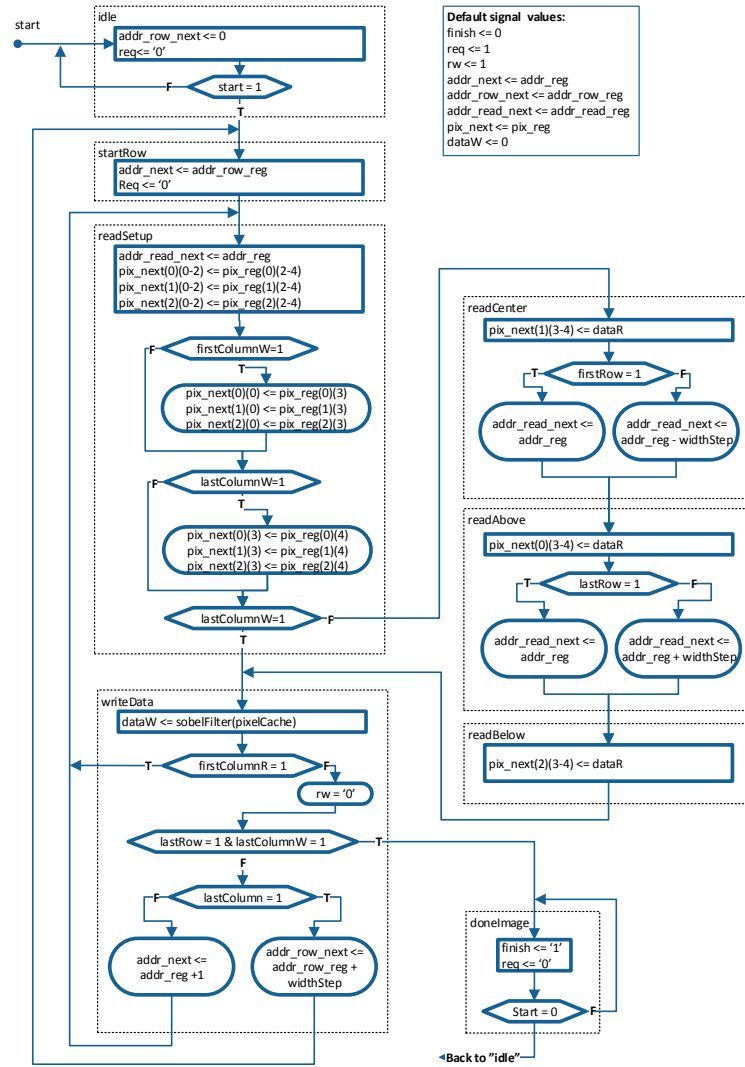 idle
start
addr_row_next <= 0
req<= ‘0’
start = 1
F
T
Default signal values:
finish <= 0
req <= 1
rw <= 1
addr_next <= addr_reg
addr_row_next <= addr_row_reg
addr_read_next <= addr_read_reg
pix_next <= pix_reg
dataW <= 0
startRow
addr_next <= addr_row_reg
Req <= ‘0’
readSetup
addr_read_next <= addr_reg
pix_next(0)(0-2) <= pix_reg(0)(2-4)
pix_next(1)(0-2) <= pix_reg(1)(2-4)
pix_next(2)(0-2) <= pix_reg(2)(2-4)
F
firstColumnW=1
T
pix_next(0)(0) <= pix_reg(0)(3)
pix_next(1)(0) <= pix_reg(1)(3)
pix_next(2)(0) <= pix_reg(2)(3)
F
lastColumnW=1
T
pix_next(0)(3) <= pix_reg(0)(4)
pix_next(1)(3) <= pix_reg(1)(4)
pix_next(2)(3) <= pix_reg(2)(4)
lastColumnW=1
F
T
readCenter
pix_next(1)(3-4) <= dataR
T
firstRow = 1
F
addr_read_next <=
addr_reg
addr_read_next <=
addr_reg - widthStep
readAbove
pix_next(0)(3-4) <= dataR
T
lastRow = 1
F
addr_read_next <=
addr_reg
addr_read_next <=
addr_reg + widthStep
readBelow
pix_next(2)(3-4) <= dataR
writeData
dataW <= sobelFilter(pixelCache)
T
firstColumnR = 1
F
rw = ‘0’
lastRow = 1 & lastColumnW = 1
T
F
F
lastColumn = 1
T
addr_next <=
addr_reg +1
addr_row_next <=
addr_row_reg +
widthStep
doneImage
finish <= ‘1’
req <= ‘0’
Start = 0
F
Back to ”idle”